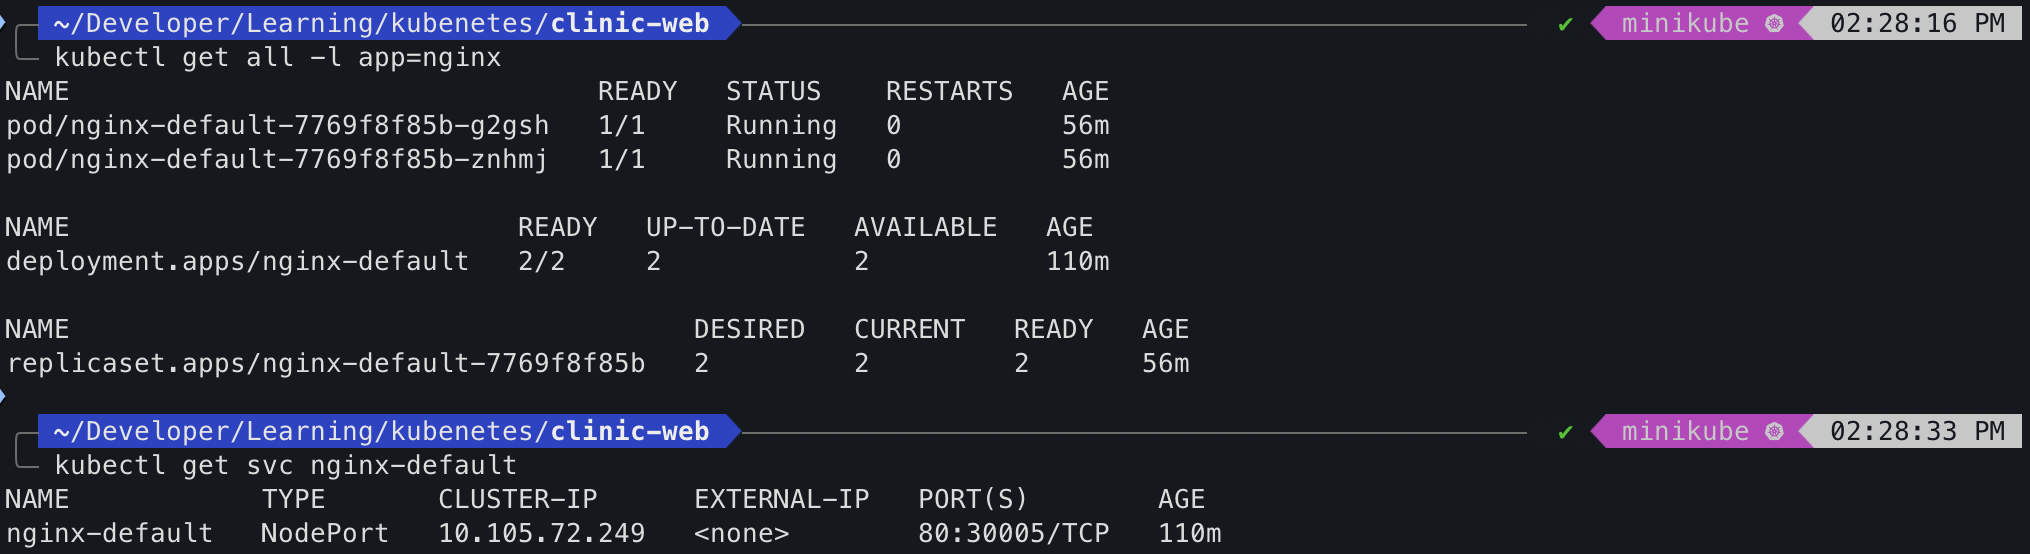 ~/Developer/Learning/kubenetes/clinic-web ✔ minikube 02:28:16 PM
kubectl get all -l app=nginx
NAME READY STATUS RESTARTS AGE
pod/nginx-default-7769f8f85b-g2gsh 1/1 Running 0 56m
pod/nginx-default-7769f8f85b-znhmj 1/1 Running 0 56m
NAME READY UP-TO-DATE AVAILABLE AGE
deployment.apps/nginx-default 2/2 2 2 110m
NAME DESIRED CURRENT READY AGE
replicaset.apps/nginx-default-7769f8f85b 2 2 2 56m
~/Developer/Learning/kubenetes/clinic-web ✔ minikube 02:28:33 PM
kubectl get svc nginx-default
NAME TYPE CLUSTER-IP EXTERNAL-IP PORT(S) AGE
nginx-default NodePort 10.105.72.249 <none> 80:30005/TCP 110m